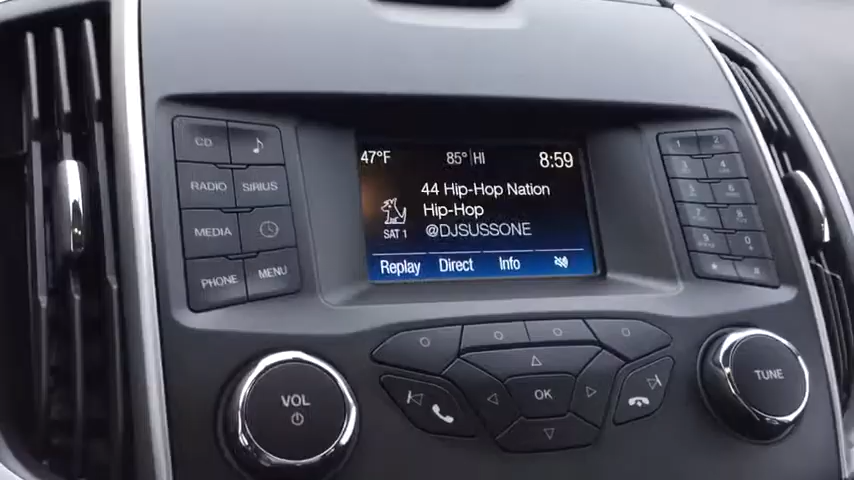 CD
RADIO SIRIUS
MEDIA
PHONE MENU
47°F 85° HI 8:59
44 Hip-Hop Nation
Hip-Hop
SAT 1 @DJSUSSONE
Replay Direct Info
1 2
3 4
5 6
7 8
9 0
* #
VOL
OK
TUNE